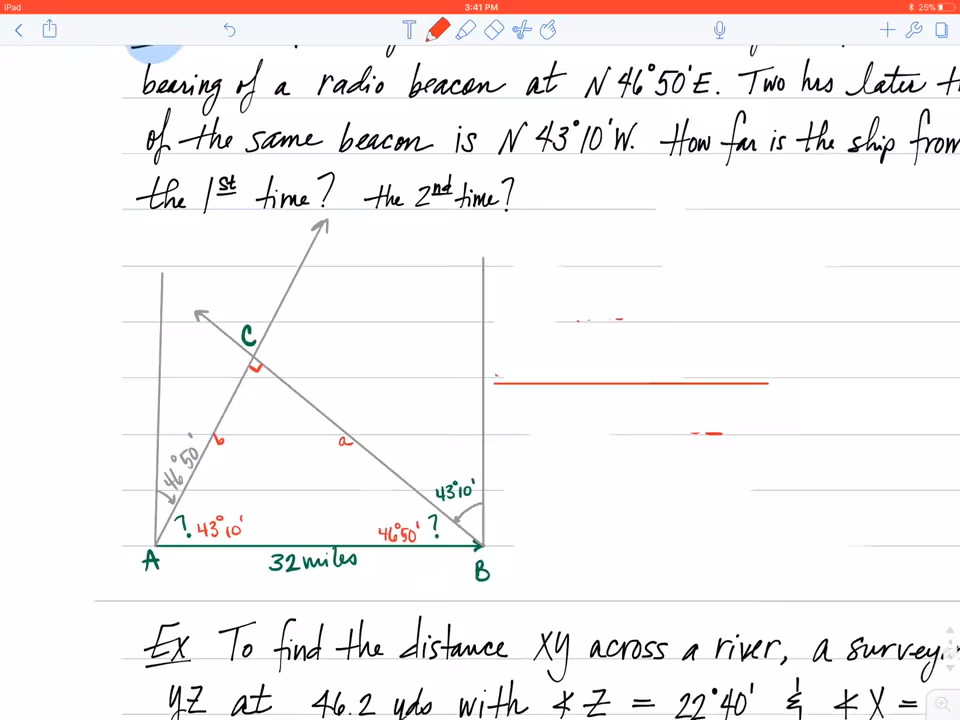 iPad 3:41 PM 25%
T
bearing of a radio beacon at N 46°50'E. Two hrs later
of the same beacon is N 43°10'W. How far is the ship from
the 1st time? the 2nd time?
C
b a
46°50'
43°10'
? 43°10' 46°50' ?
A 32 miles B
Ex To find the distance XY across a river, a
YZ at 46.2 yds with ∡ Z = 22°40' & ∡ X =